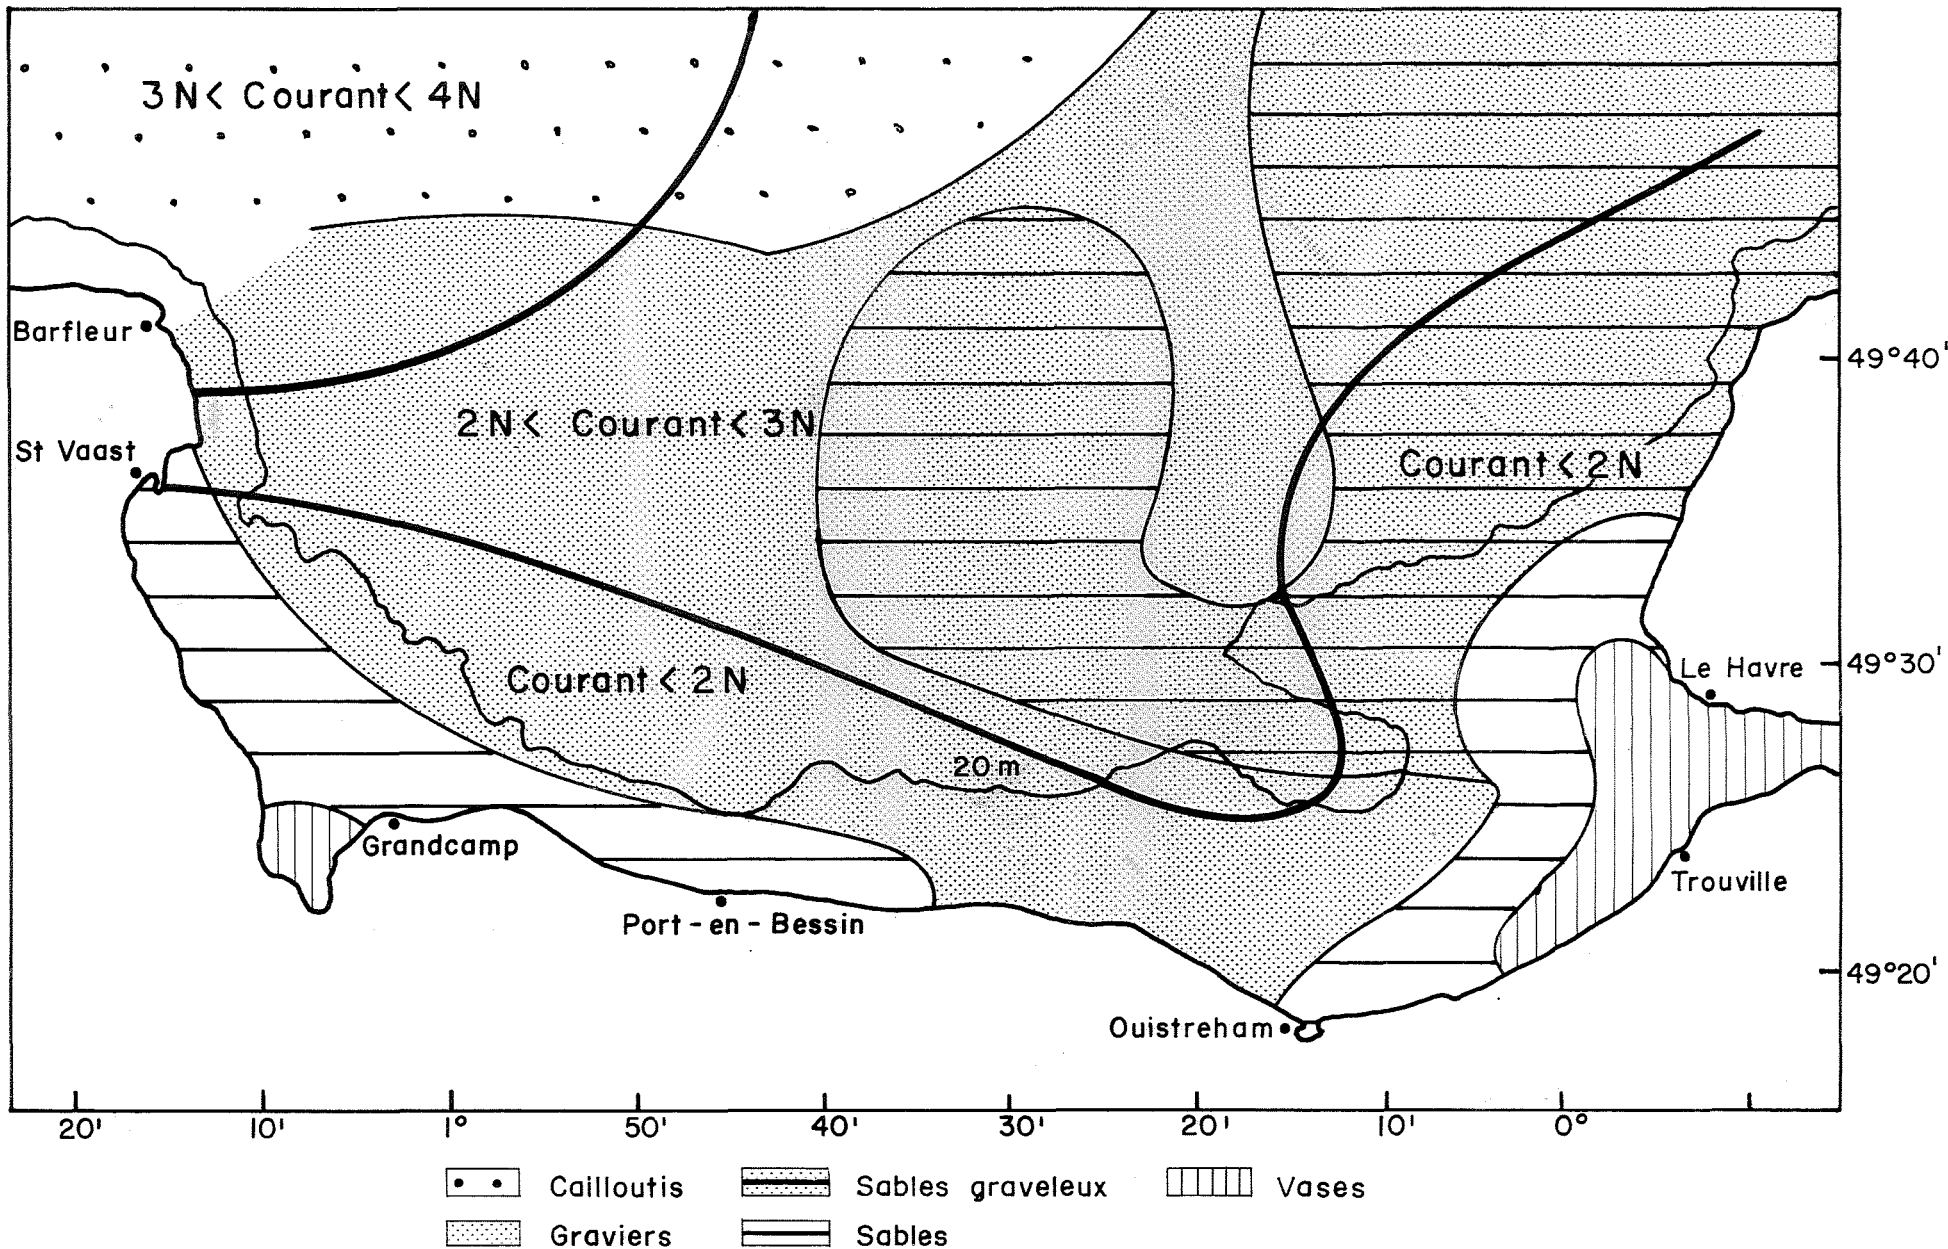 3N< Courant< 4N
Barfleur
49°40'
2N< Courant< 3N
St Vaast
Courant< 2N
Le Havre
49°30'
Courant < 2N
20m
Grandcamp
Trouville
Port-en-Bessin
49°20'
Ouistreham
20' 10' 1° 50' 40' 30' 20' 10' 0°
Cailloutis Sables graveleux Vases
Graviers Sables